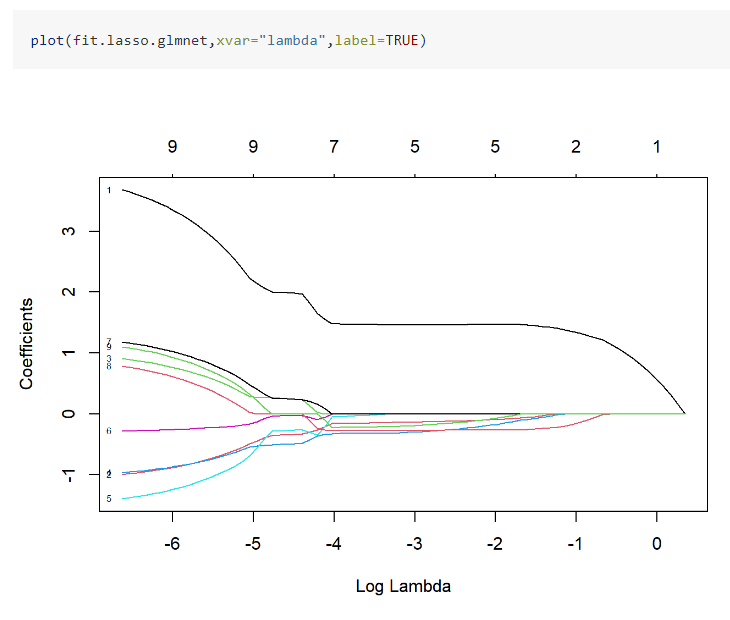 plot(fit.lasso.glmnet,xvar="lambda",label=TRUE)
9 9 7 5 5 2 1
3
2
1
0
-1
Coefficients
1
7
9
3
8
6
4
2
5
-6 -5 -4 -3 -2 -1 0
Log Lambda